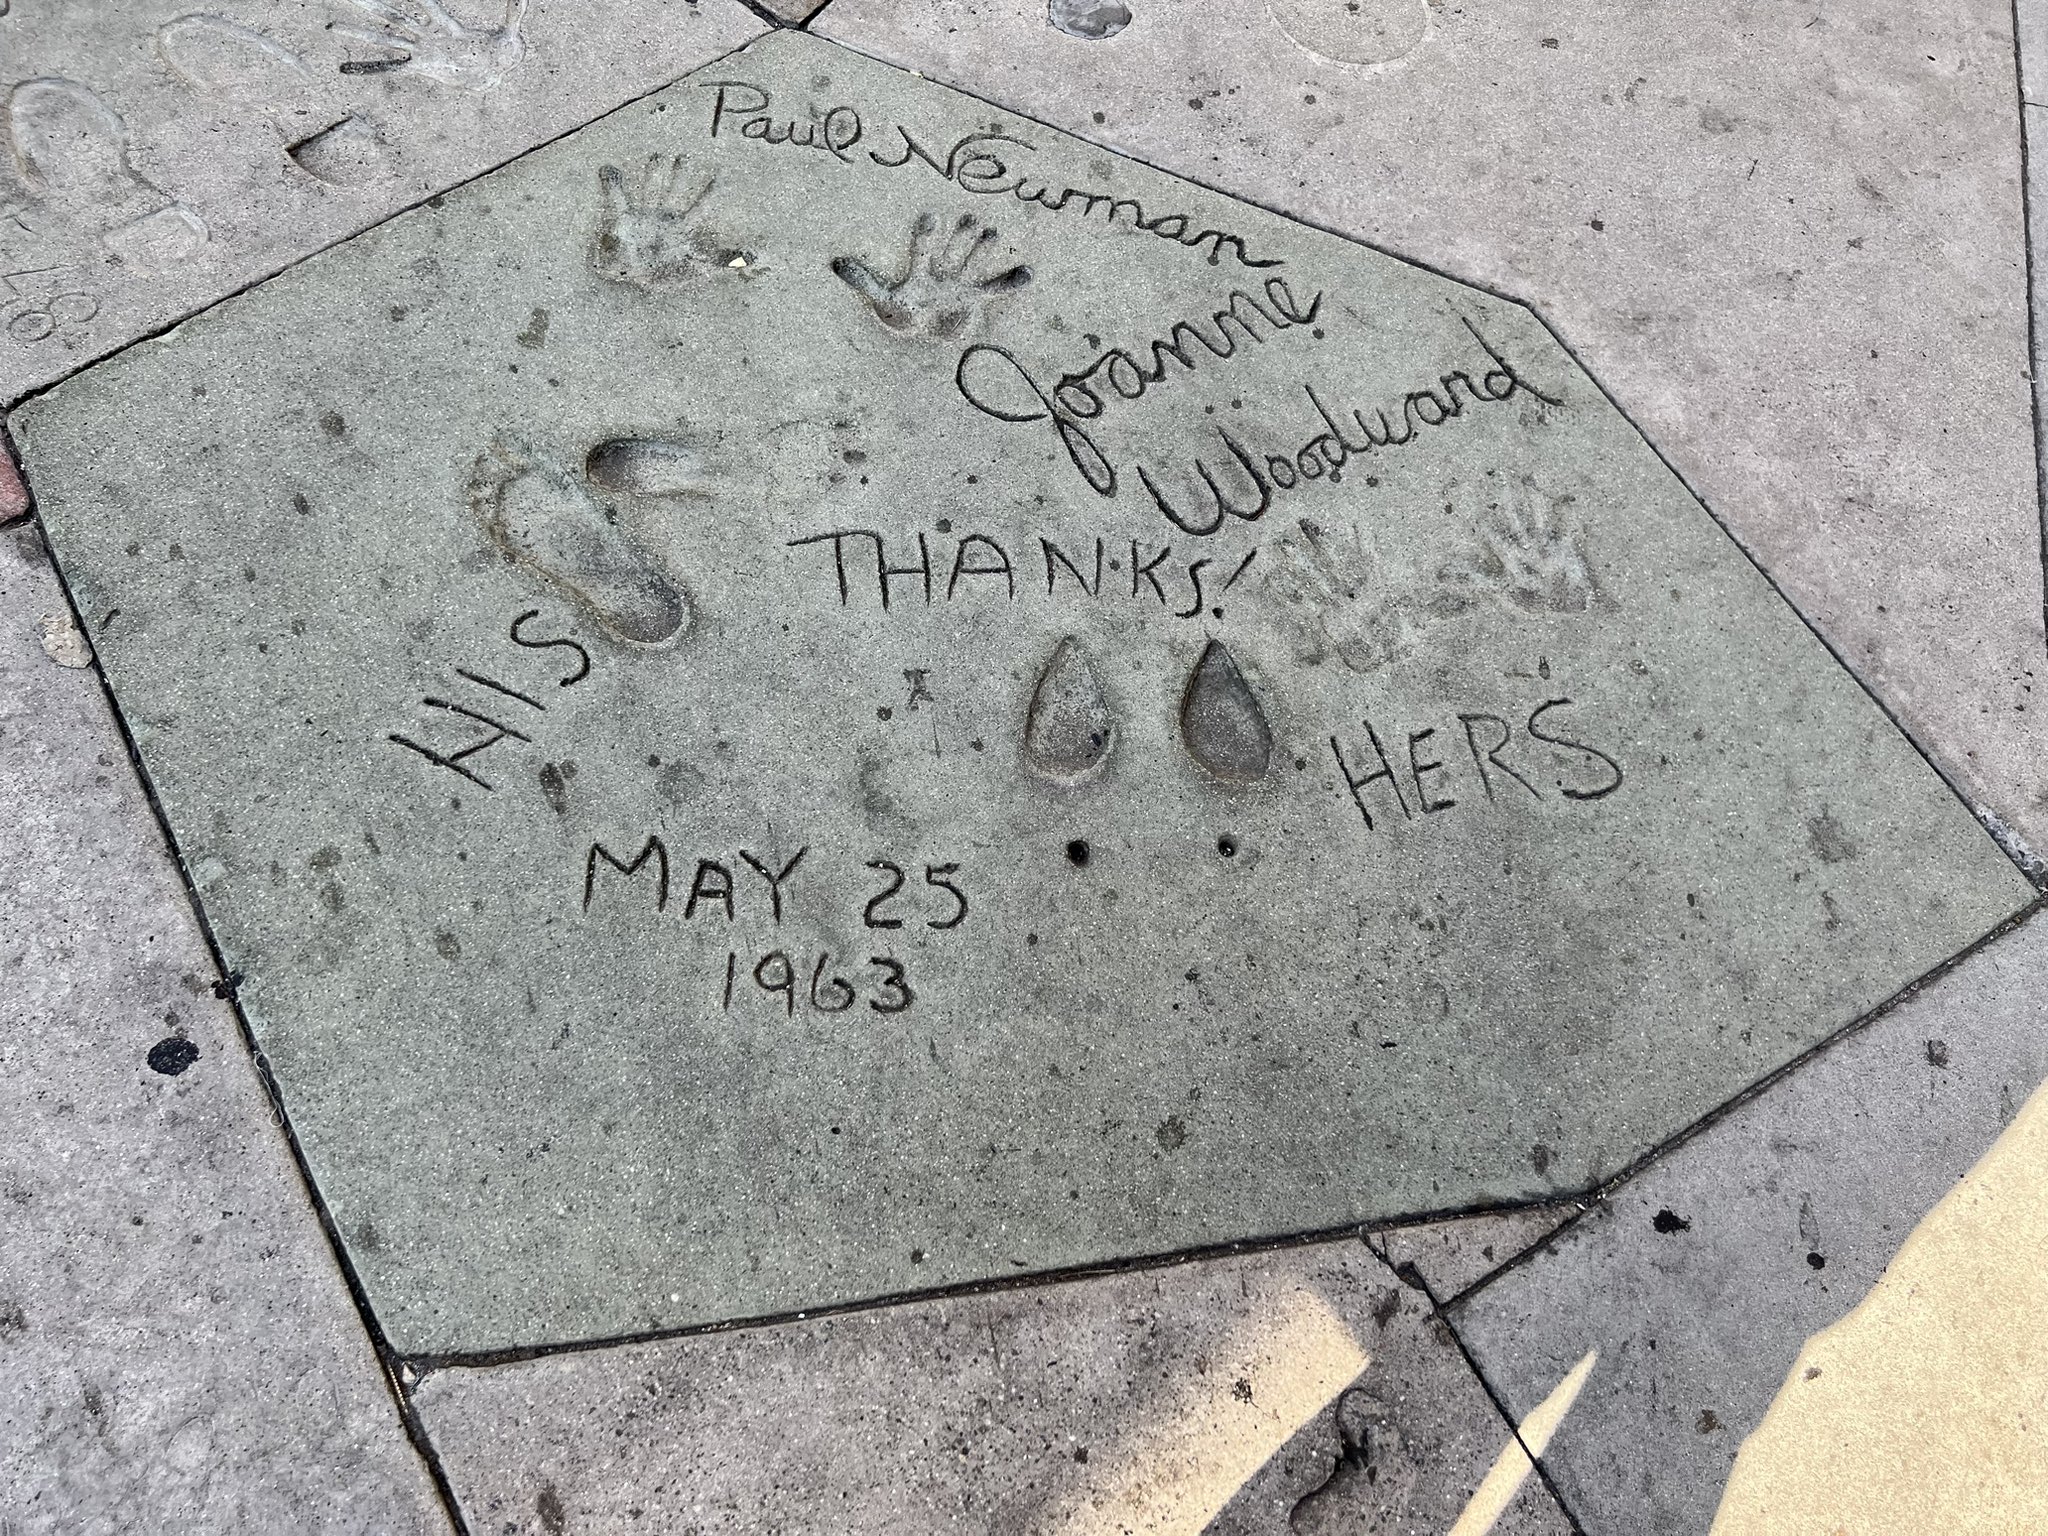 Paul Newman
Joanne
Woodward
THANKS!
HIS
HERS
MAY 25
1963